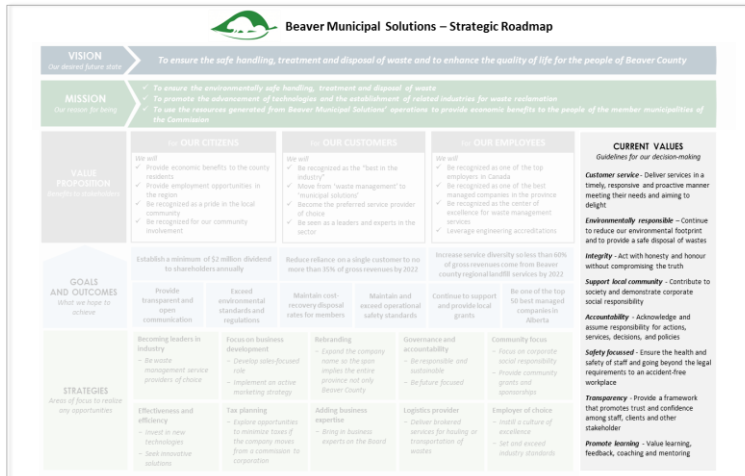 Beaver Municipal Solutions – Strategic Roadmap
VISION
Our desired future state
To ensure the safe handling, treatment and disposal of waste and to enhance the quality of life for the people of Beaver County
MISSION
Our reason for being
✓ To ensure the environmentally safe handling, treatment and disposal of waste
✓ To promote the advancement of technologies and the establishment of related industries for waste reclamation
✓ To use the resources generated from Beaver Municipal Solutions' operations to provide economic benefits to the people of the member municipalities of
the Commission
VALUE
PROPOSITION
Benefits to stakeholders
for OUR CITIZENS
We will
Provide economic benefits to the county
residents
Provide employment opportunities in
the region
Be recognized as a pride in the local
community
Be recognized for our community
involvement
for OUR CUSTOMERS
We will
Be recognized as the "best in the
industry"
Move from 'waste management' to
'municipal solutions'
Become the preferred service provider
of choice
Be seen as a leaders and experts in the
sector
for OUR EMPLOYEES
We will
Be recognized as one of the top
employers in Canada
Be recognized as one of the best
managed companies in the province
Be recognized as the center of
excellence for waste management
services
Leverage engineering accreditations
GOALS
AND OUTCOMES
What we hope to
achieve
Establish a minimum of $2 million dividend
to shareholders annually
Reduce reliance on a single customer to no
more than 35% of gross revenues by 2022
Increase service diversity so less than 60%
of gross revenues come from Beaver
county regional landfill services by 2022
Provide
transparent and
open
communication
Exceed
environmental
standards and
regulations
Maintain cost-
recovery disposal
rates for members
Maintain and
exceed operational
safety standards
Continue to support
and provide local
grants
Be one of the top
50 best managed
companies in
Alberta
STRATEGIES
Areas of focus to realize
any opportunities
Becoming leaders in
industry
– Be waste
management service
providers of choice
Focus on business
development
– Develop sales-focused
role
– Implement an active
marketing strategy
Rebranding
– Expand the company
name as the span
implies the entire
province not only
Beaver County
Governance and
accountability
– Be responsible and
sustainable
– Be future focused
Community focus
– Focus on corporate
social responsibility
– Provide community
grants and
sponsorships
Effectiveness and
efficiency
– Invest in new
technologies
– Seek innovative
solutions
Tax planning
– Explore opportunities
to minimize taxes if
the company moves
from a commission to
corporation
Adding business
expertise
– Bring in business
experts on the Board
Logistics provider
– Deliver brokered
services for hauling or
transportation of
wastes
Employer of choice
– Instill a culture of
excellence
– Set and exceed
industry standards
CURRENT VALUES
Guidelines for our decision-making
Customer service - Deliver services in a
timely, responsive and proactive manner
meeting their needs and aiming to
delight
Environmentally responsible – Continue
to reduce our environmental footprint
and to provide a safe disposal of wastes
Integrity - Act with honesty and honour
without compromising the truth
Support local community - Contribute to
society and demonstrate corporate
social responsibility
Accountability - Acknowledge and
assume responsibility for actions,
services, decisions, and policies
Safety focussed - Ensure the health and
safety of staff and going beyond the legal
requirements to an accident-free
workplace
Transparency - Provide a framework
that promotes trust and confidence
among staff, clients and other
stakeholder
Promote learning – Value learning,
feedback, coaching and mentoring